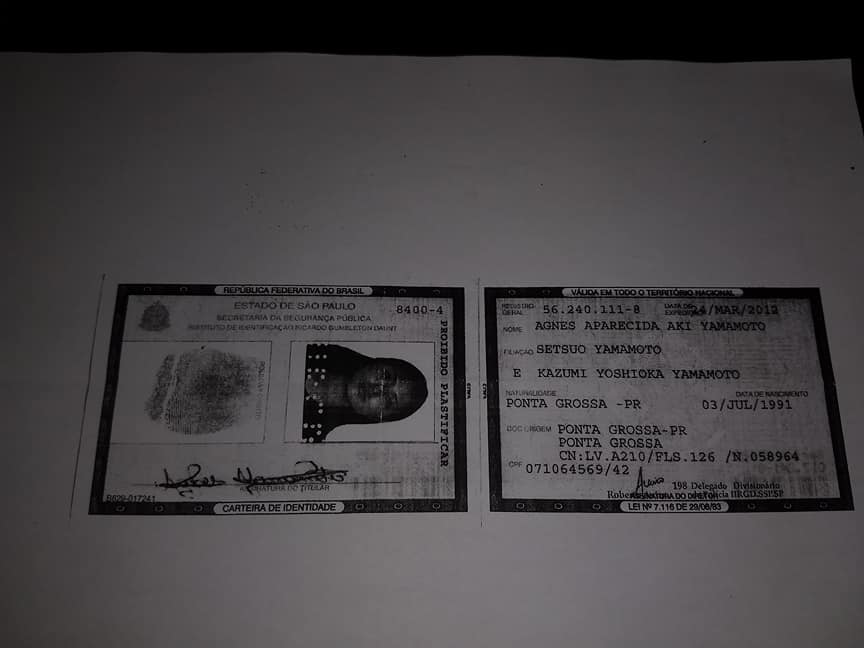 REPÚBLICA FEDERATIVA DO BRASIL
ESTADO DE SÃO PAULO
8400-4
SECRETARIA DA SEGURANÇA PÚBLICA
INSTITUTO DE IDENTIFICAÇÃO RICARDO GUMBLETON DAUNT
PROIBIDO PLASTIFICAR
POLEGAR DIREITO
ASSINATURA DO TITULAR
B629-017241
CARTEIRA DE IDENTIDADE
VÁLIDA EM TODO O TERRITÓRIO NACIONAL
REGISTRO GERAL 56.240.111-8 DATA DE EXPEDIÇÃO /MAR/2012
NOME AGNES APARECIDA AKI YAMAMOTO
FILIAÇÃO SETSUO YAMAMOTO
E KAZUMI YOSHIOKA YAMAMOTO
NATURALIDADE DATA DE NASCIMENTO
PONTA GROSSA -PR 03/JUL/1991
DOC ORIGEM PONTA GROSSA-PR
PONTA GROSSA
CN:LV.A210/FLS.126 /N.058964
CPF 071064569/42
198 Delegado Divisionário
ASSINATURA DO DIRETOR de Polícia IIRGD.SSP.SP
LEI Nº 7.116 DE 29/08/83